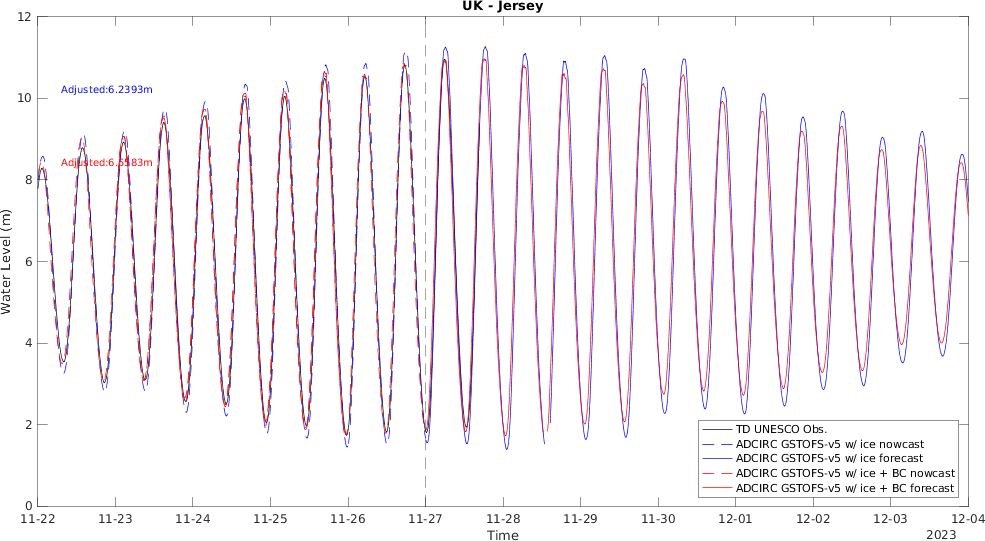 UK - Jersey
12
10
8
6
4
2
0
Water Level (m)
Adjusted:6.2393m
Adjusted:6.5583m
TD UNESCO Obs.
ADCIRC GSTOFS-v5 w/ ice nowcast
ADCIRC GSTOFS-v5 w/ ice forecast
ADCIRC GSTOFS-v5 w/ ice + BC nowcast
ADCIRC GSTOFS-v5 w/ ice + BC forecast
11-22 11-23 11-24 11-25 11-26 11-27 11-28 11-29 11-30 12-01 12-02 12-03 12-04
Time
2023